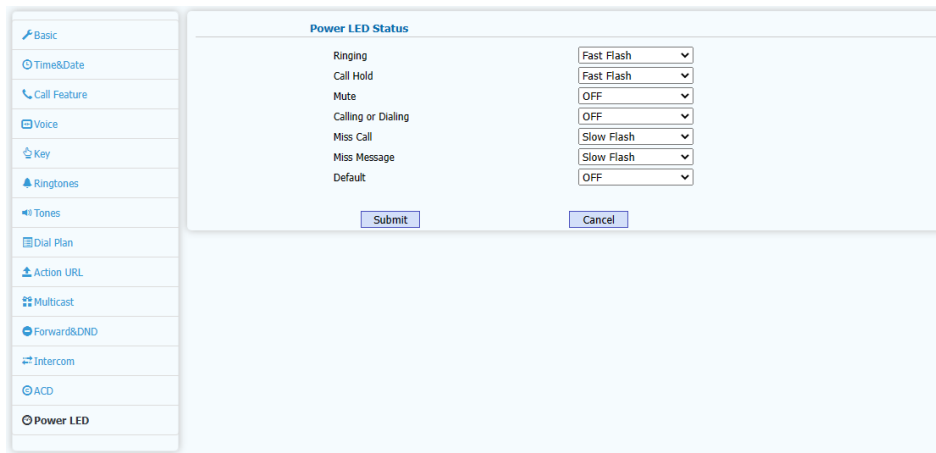 Basic
Time&Date
Call Feature
Voice
Key
Ringtones
Tones
Dial Plan
Action URL
Multicast
Forward&DND
Intercom
ACD
Power LED
Power LED Status
Ringing Fast Flash
Call Hold Fast Flash
Mute OFF
Calling or Dialing OFF
Miss Call Slow Flash
Miss Message Slow Flash
Default OFF
Submit Cancel